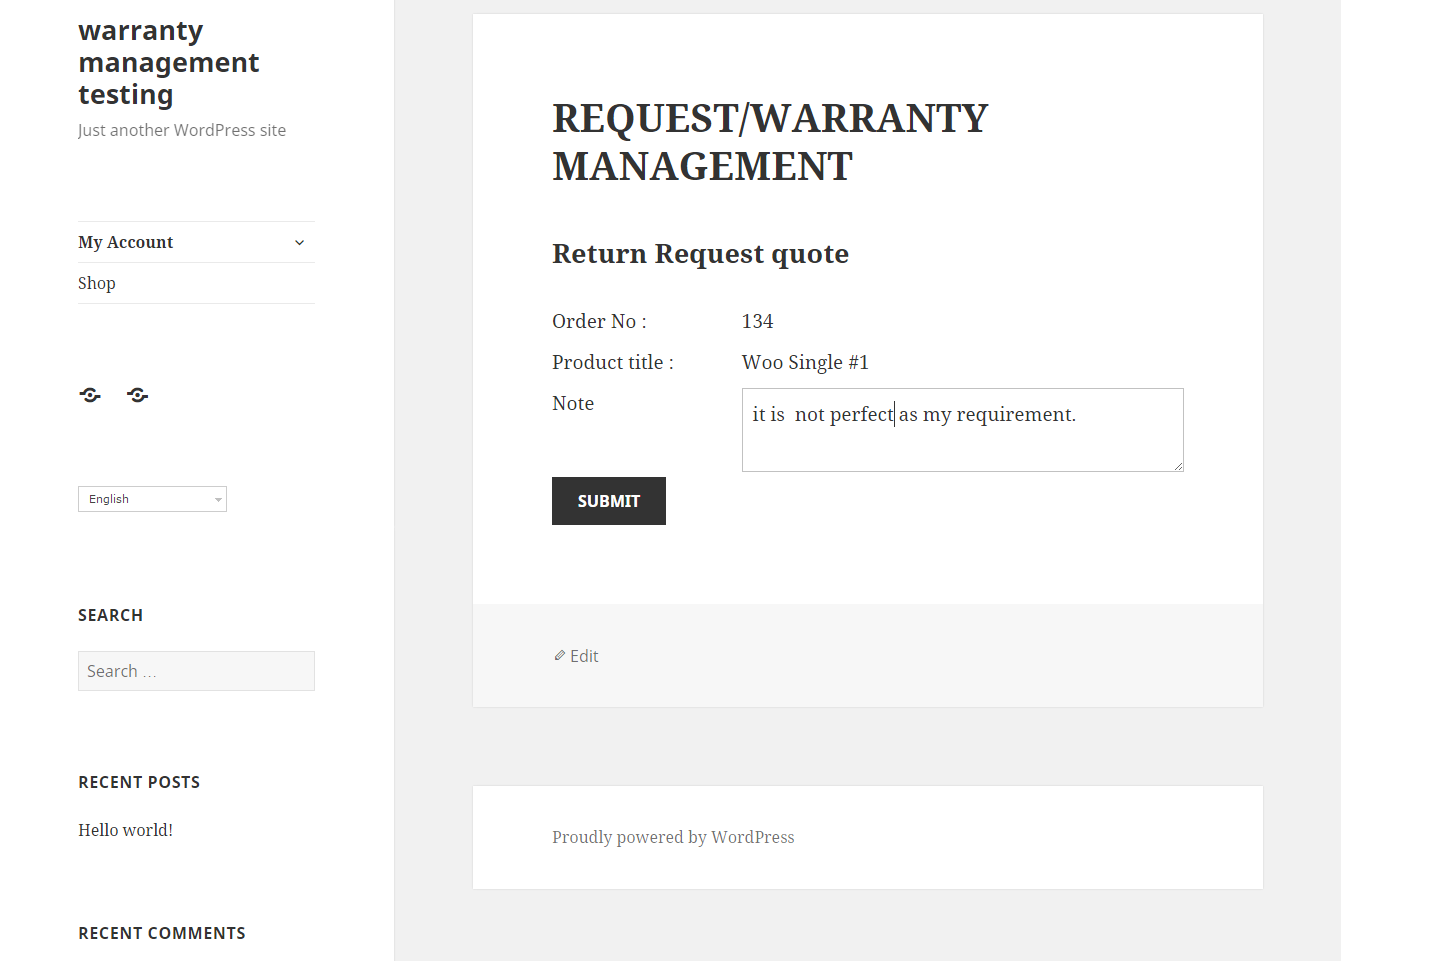 warranty
management
testing
Just another WordPress site
My Account
Shop
English
SEARCH
Search …
RECENT POSTS
Hello world!
RECENT COMMENTS
REQUEST/WARRANTY
MANAGEMENT
Return Request quote
Order No : 134
Product title : Woo Single #1
Note it is  not perfect as my requirement.
SUBMIT
Edit
Proudly powered by WordPress